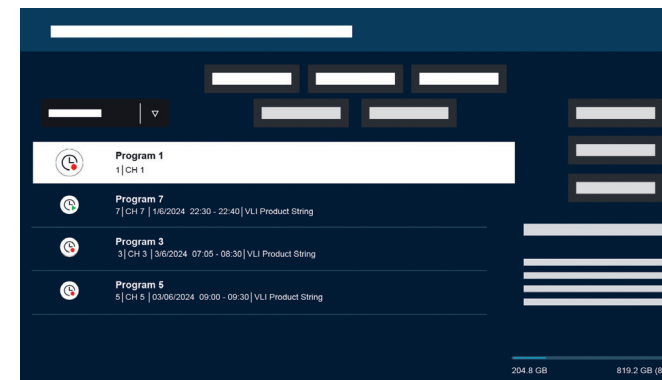 Program 1
1| CH 1
Program 7
7| CH 7 | 1/6/2024 22:30 - 22:40| VLI Product String
Program 3
3| CH 3 | 3/6/2024 07:05 - 08:30| VLI Product String
Program 5
5| CH 5 | 03/06/2024 09:00 - 09:30| VLI Product String
204.8 GB 819.2 GB (8